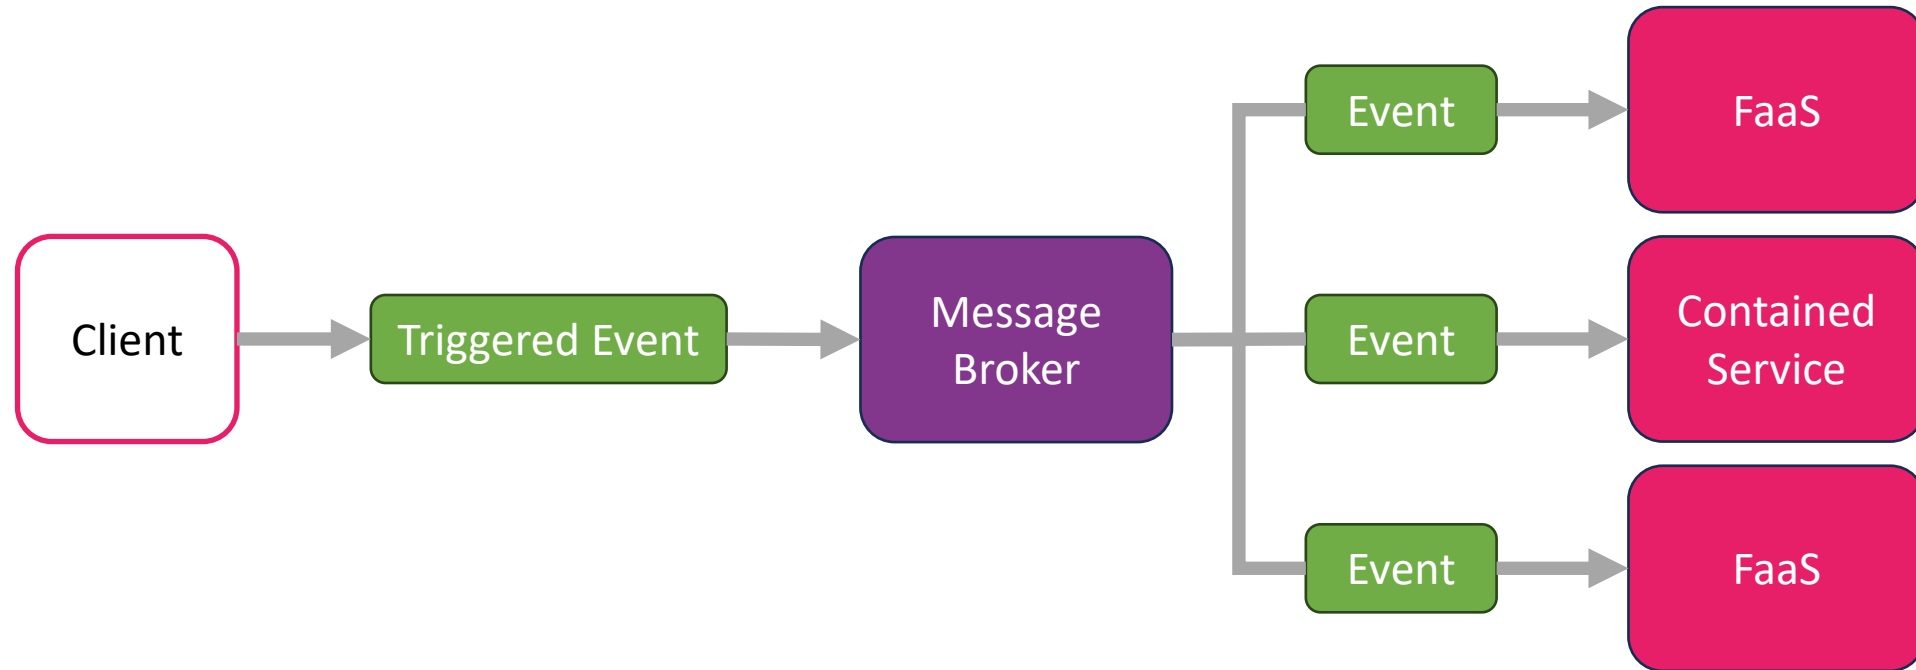 Client
Triggered Event
Message
Broker
Event
FaaS
Event
Contained
Service
Event
FaaS